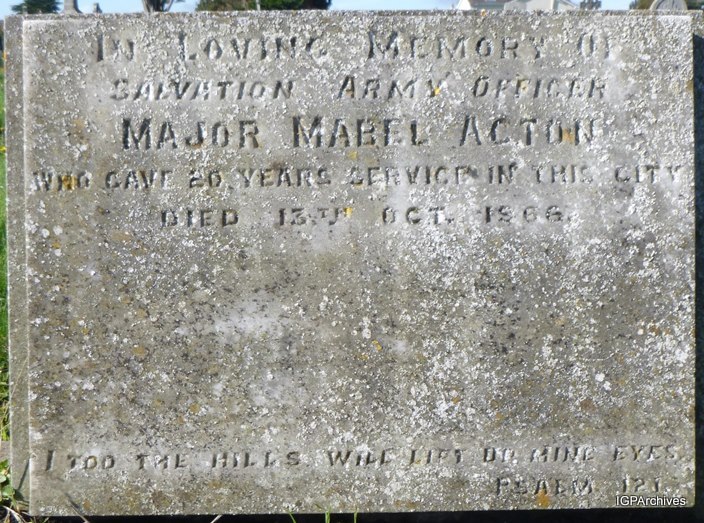 In Loving Memory Of
Salvation Army Officer
Major Mabel Acton
Who gave 20 years service in this city
Died 13TH Oct. 1966.
I too the hills will lift up mine eyes.
Psalm 121.
IGPArchives